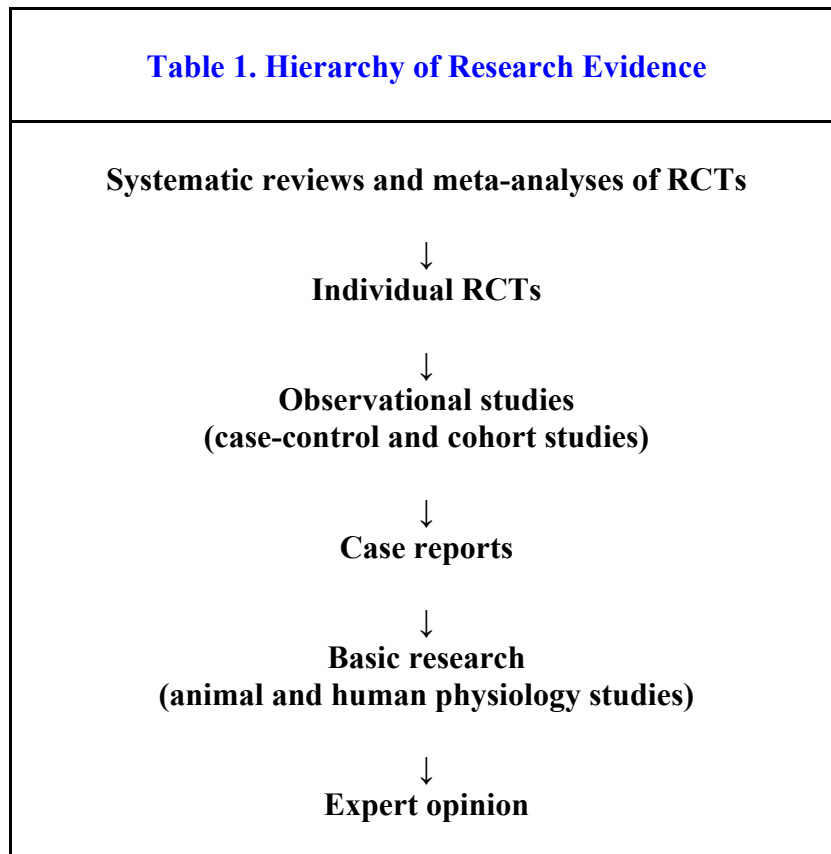 Table 1. Hierarchy of Research Evidence
Systematic reviews and meta-analyses of RCTs
↓
Individual RCTs
↓
Observational studies
(case-control and cohort studies)
↓
Case reports
↓
Basic research
(animal and human physiology studies)
↓
Expert opinion